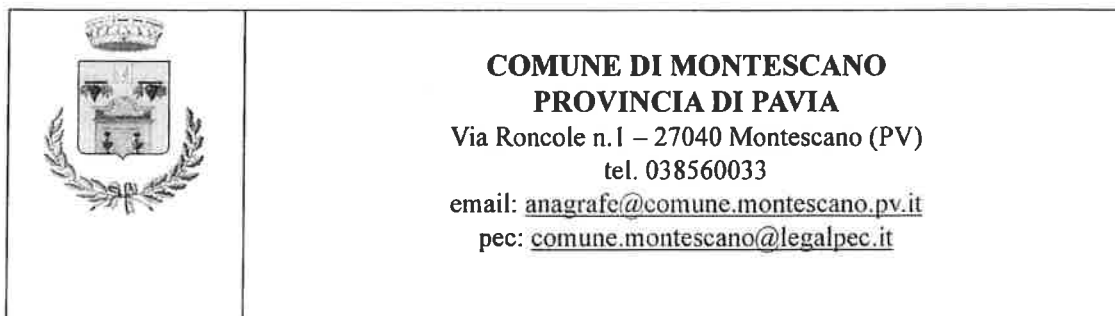 COMUNE DI MONTESCANO
PROVINCIA DI PAVIA
Via Roncole n.1 – 27040 Montescano (PV)
tel. 038560033
email: anagrafe@comune.montescano.pv.it
pec: comune.montescano@legalpec.it